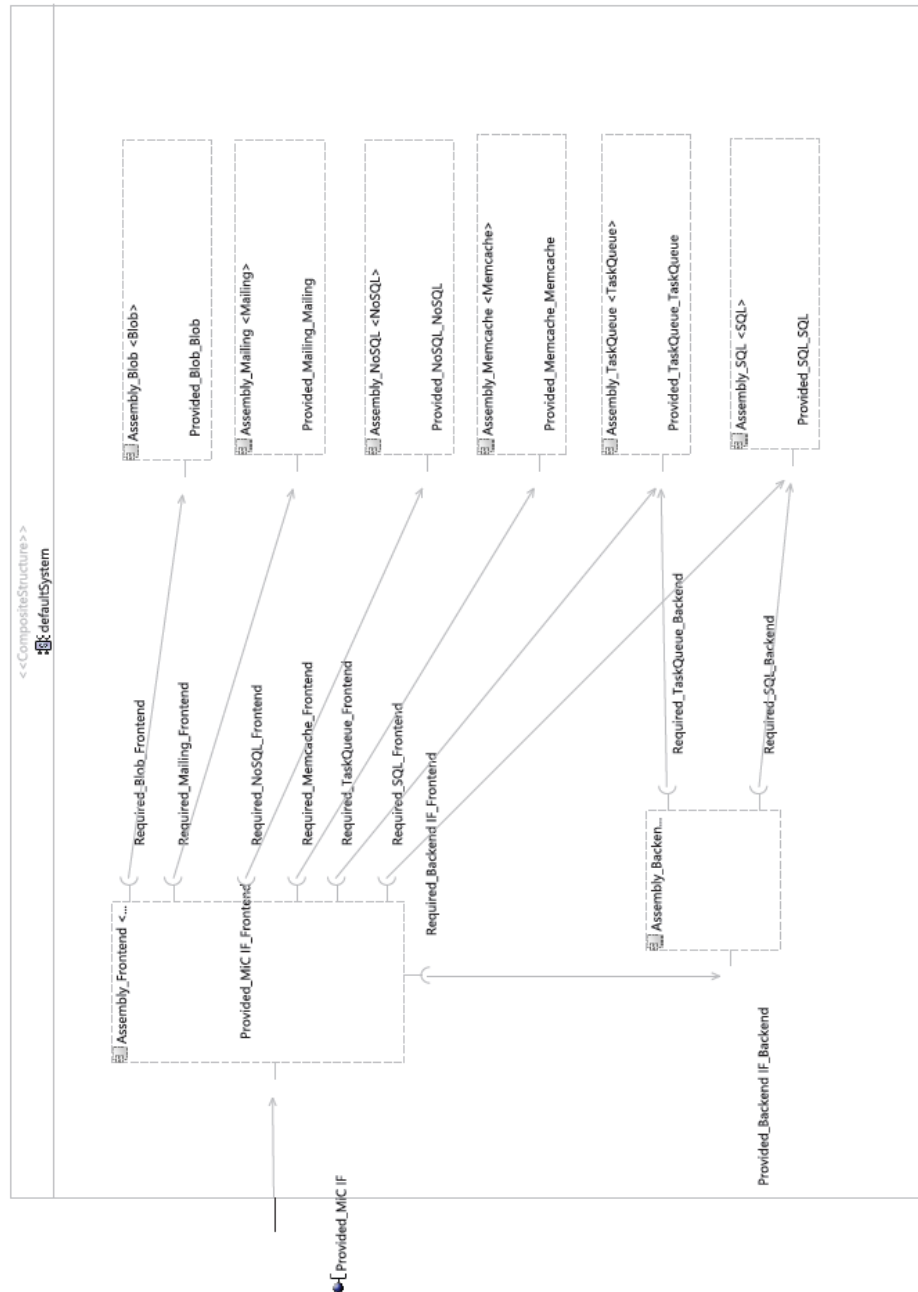 <<CompositeStructure>>
defaultSystem
Assembly_Blob <Blob>
Provided_Blob_Blob
Assembly_Mailing <Mailing>
Provided_Mailing_Mailing
Assembly_NoSQL <NoSQL>
Provided_NoSQL_NoSQL
Assembly_Memcache <Memcache>
Provided_Memcache_Memcache
Assembly_TaskQueue <TaskQueue>
Provided_TaskQueue_TaskQueue
Assembly_SQL <SQL>
Provided_SQL_SQL
Required_Blob_Frontend
Required_Mailing_Frontend
Required_NoSQL_Frontend
Required_Memcache_Frontend
Required_TaskQueue_Frontend
Required_SQL_Frontend
Required_Backend IF_Frontend
Required_TaskQueue_Backend
Required_SQL_Backend
Assembly_Frontend <...
Provided_MiC IF_Frontend
Assembly_Backen...
Provided_Backend IF_Backend
Provided_MiC IF